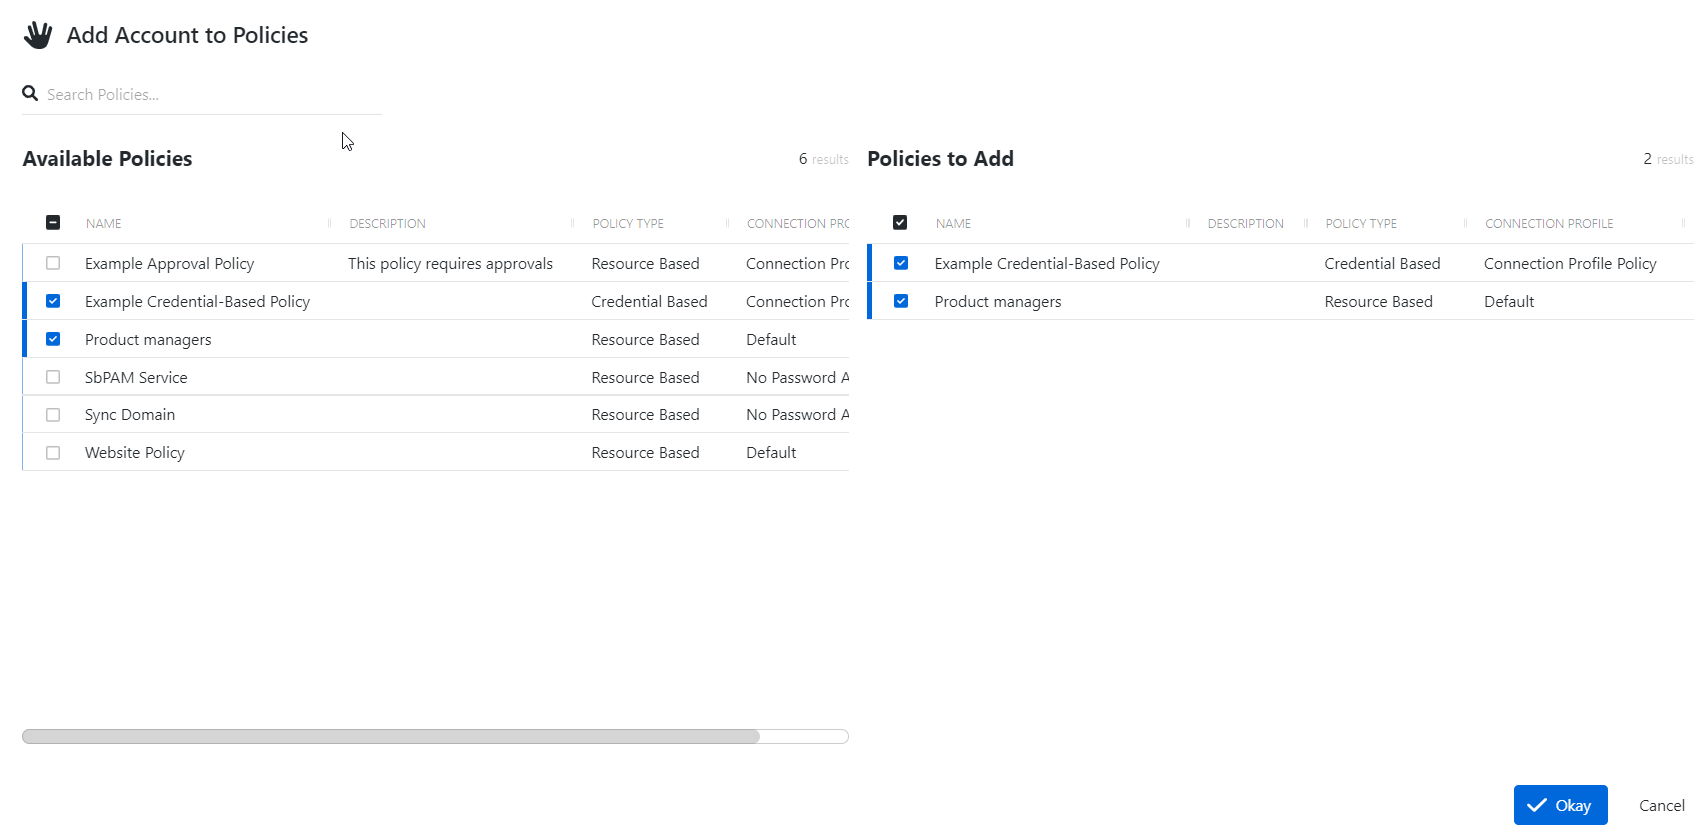 Add Account to Policies
Search Policies...
Available Policies 6 results
NAME DESCRIPTION POLICY TYPE CONNECTION PRO
Example Approval Policy This policy requires approvals Resource Based Connection Pro
Example Credential-Based Policy Credential Based Connection Pro
Product managers Resource Based Default
SbPAM Service Resource Based No Password A
Sync Domain Resource Based No Password A
Website Policy Resource Based Default
Policies to Add 2 results
NAME DESCRIPTION POLICY TYPE CONNECTION PROFILE
Example Credential-Based Policy Credential Based Connection Profile Policy
Product managers Resource Based Default
Okay Cancel